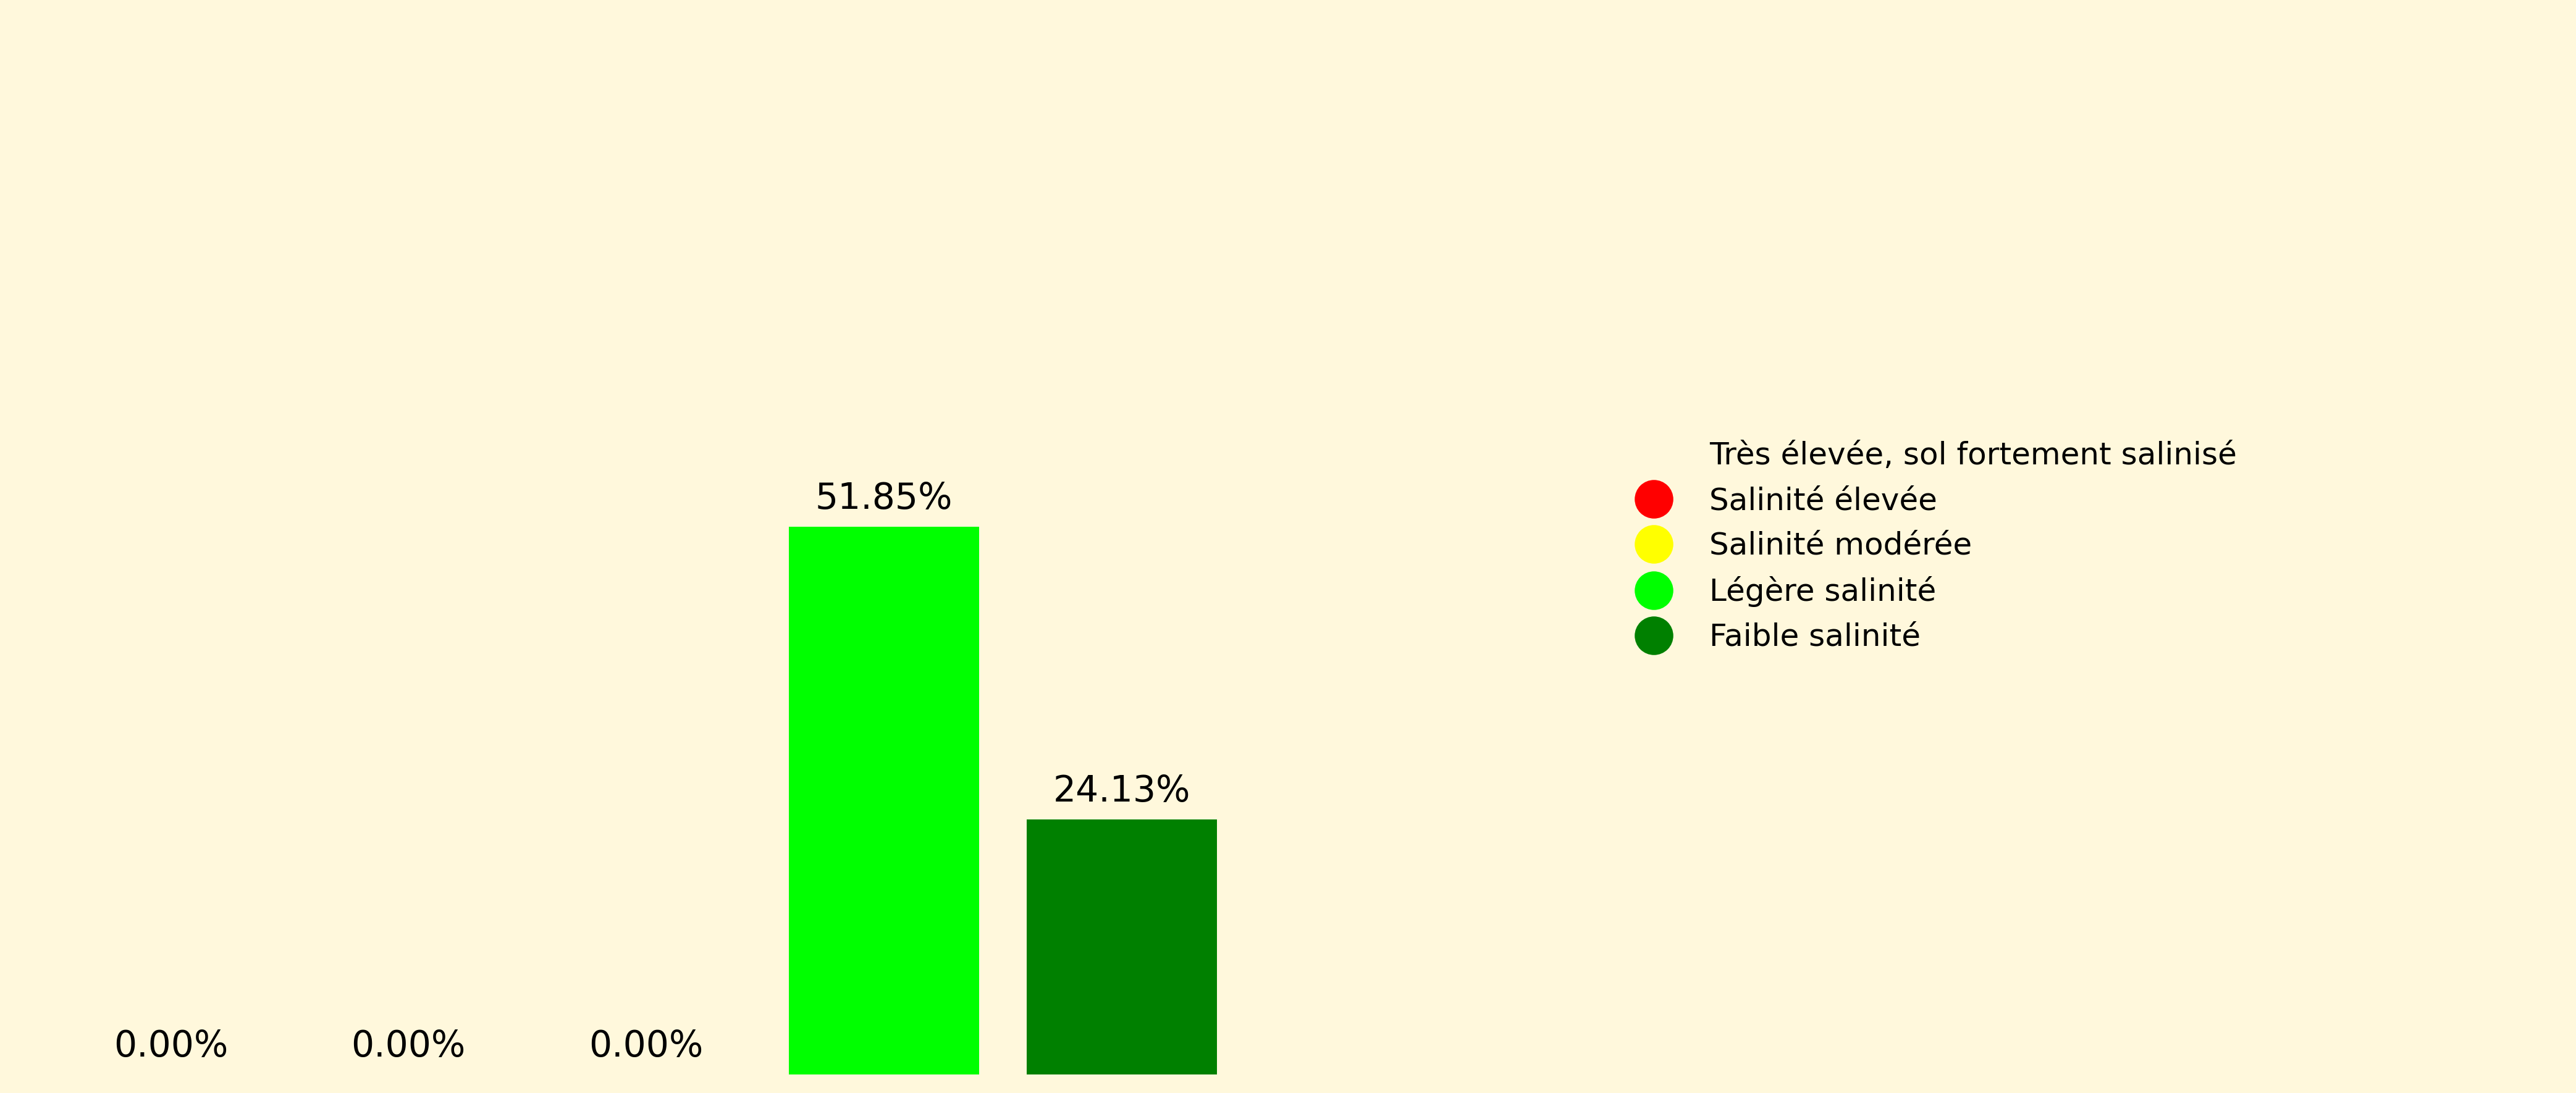 51.85%
24.13%
0.00%
0.00%
0.00%
Très élevée, sol fortement salinisé
Salinité élevée
Salinité modérée
Légère salinité
Faible salinité